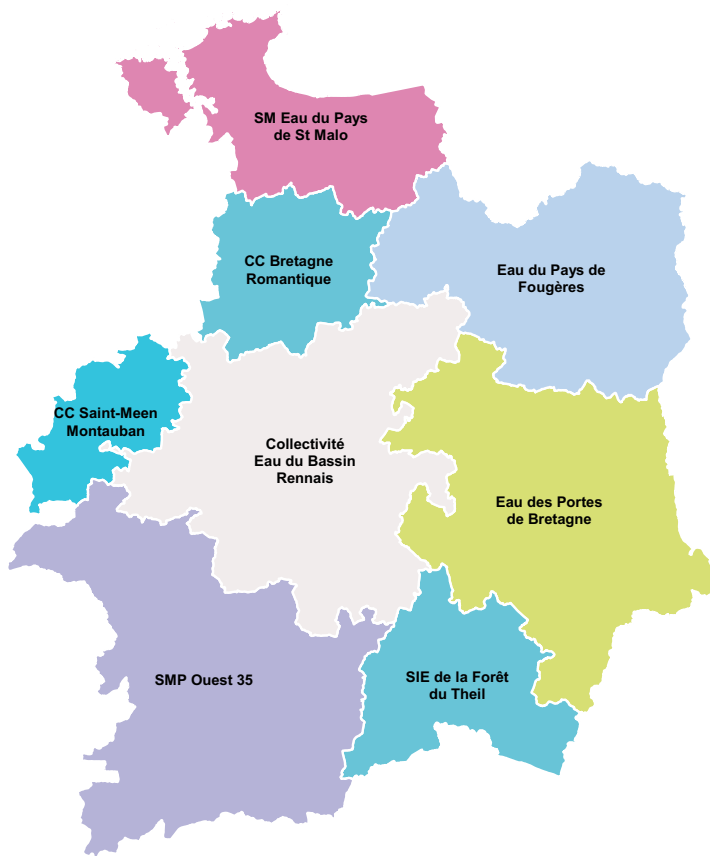 SM Eau du Pays
de St Malo
CC Bretagne
Romantique
Eau du Pays de
Fougères
CC Saint-Meen
Montauban
Collectivité
Eau du Bassin
Rennais
Eau des Portes
de Bretagne
SMP Ouest 35
SIE de la Forêt
du Theil